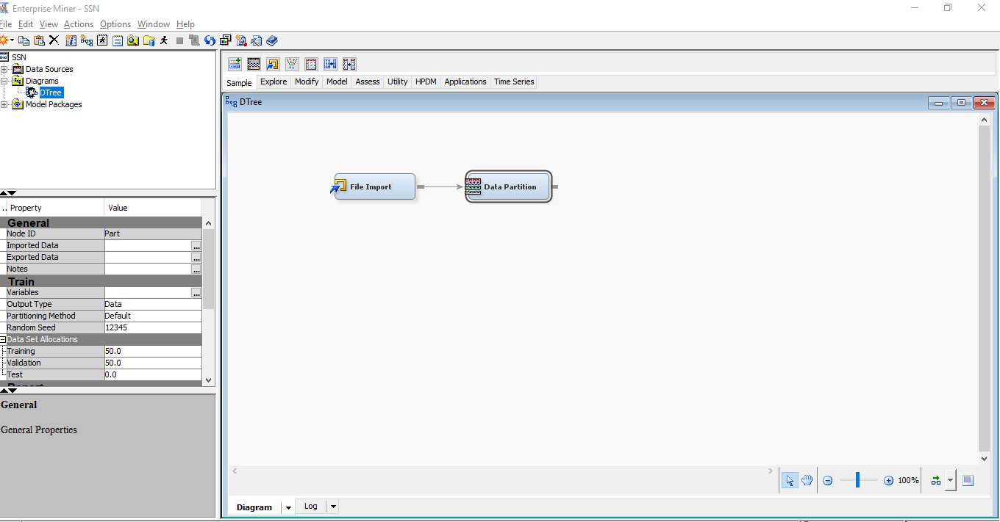 Enterprise Miner - SSN
File Edit View Actions Options Window Help
SSN
Data Sources
Diagrams
DTree
Model Packages
Sample Explore Modify Model Assess Utility HPDM Applications Time Series
DTree
File Import
Data Partition
.. Property Value
General
Node ID Part
Imported Data ...
Exported Data ...
Notes ...
Train
Variables ...
Output Type Data
Partitioning Method Default
Random Seed 12345
Data Set Allocations
Training 50.0
Validation 50.0
Test 0.0
Report
General
General Properties
100%
Diagram Log